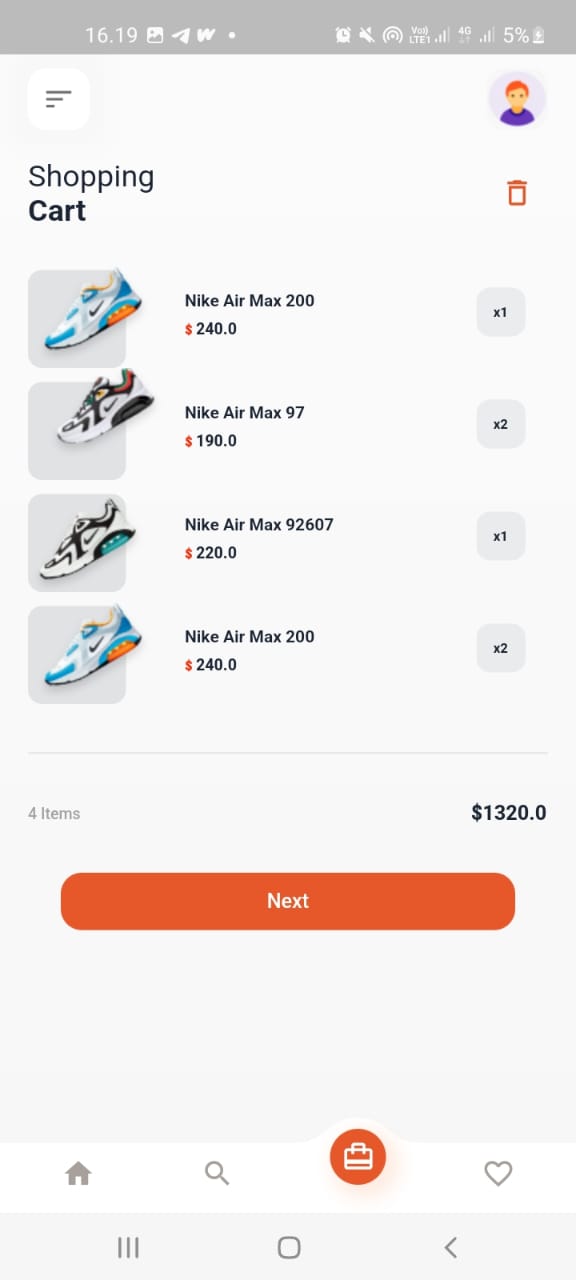 16.19
Vo)) LTE1 4G 5%
Shopping
Cart
Nike Air Max 200
$ 240.0
x1
Nike Air Max 97
$ 190.0
x2
Nike Air Max 92607
$ 220.0
x1
Nike Air Max 200
$ 240.0
x2
4 Items
$1320.0
Next